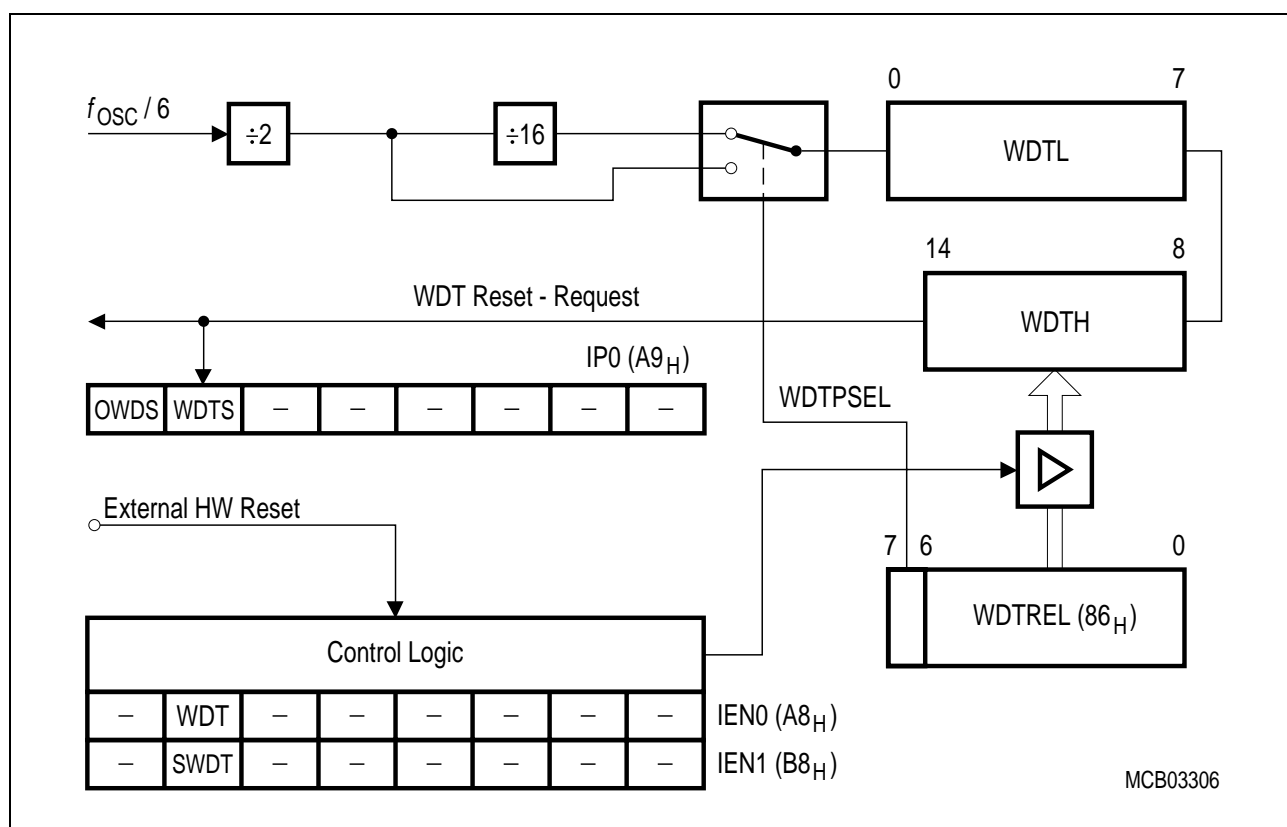 0 7
fOSC / 6
÷2 ÷16
WDTL
14 8
WDT Reset - Request
WDTH
IP0 (A9H)
OWDS WDTS – – – – – –
WDTPSEL
External HW Reset
7 6 0
WDTREL (86H)
Control Logic
– WDT – – – – – – IEN0 (A8H)
– SWDT – – – – – – IEN1 (B8H)
MCB03306